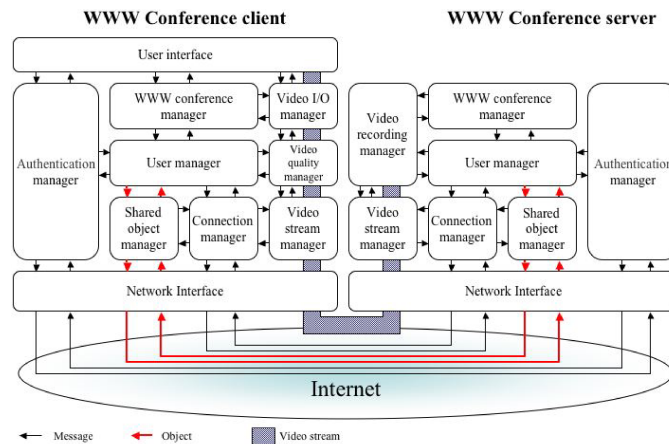 WWW Conference client
WWW Conference server
User interface
Authentication
manager
WWW conference
manager
Video I/O
manager
User manager
Video
quality
manager
Shared
object
manager
Connection
manager
Video
stream
manager
Network Interface
Video
recording
manager
WWW conference
manager
User manager
Authentication
manager
Video
stream
manager
Connection
manager
Shared
object
manager
Network Interface
Internet
Message
Object
Video stream